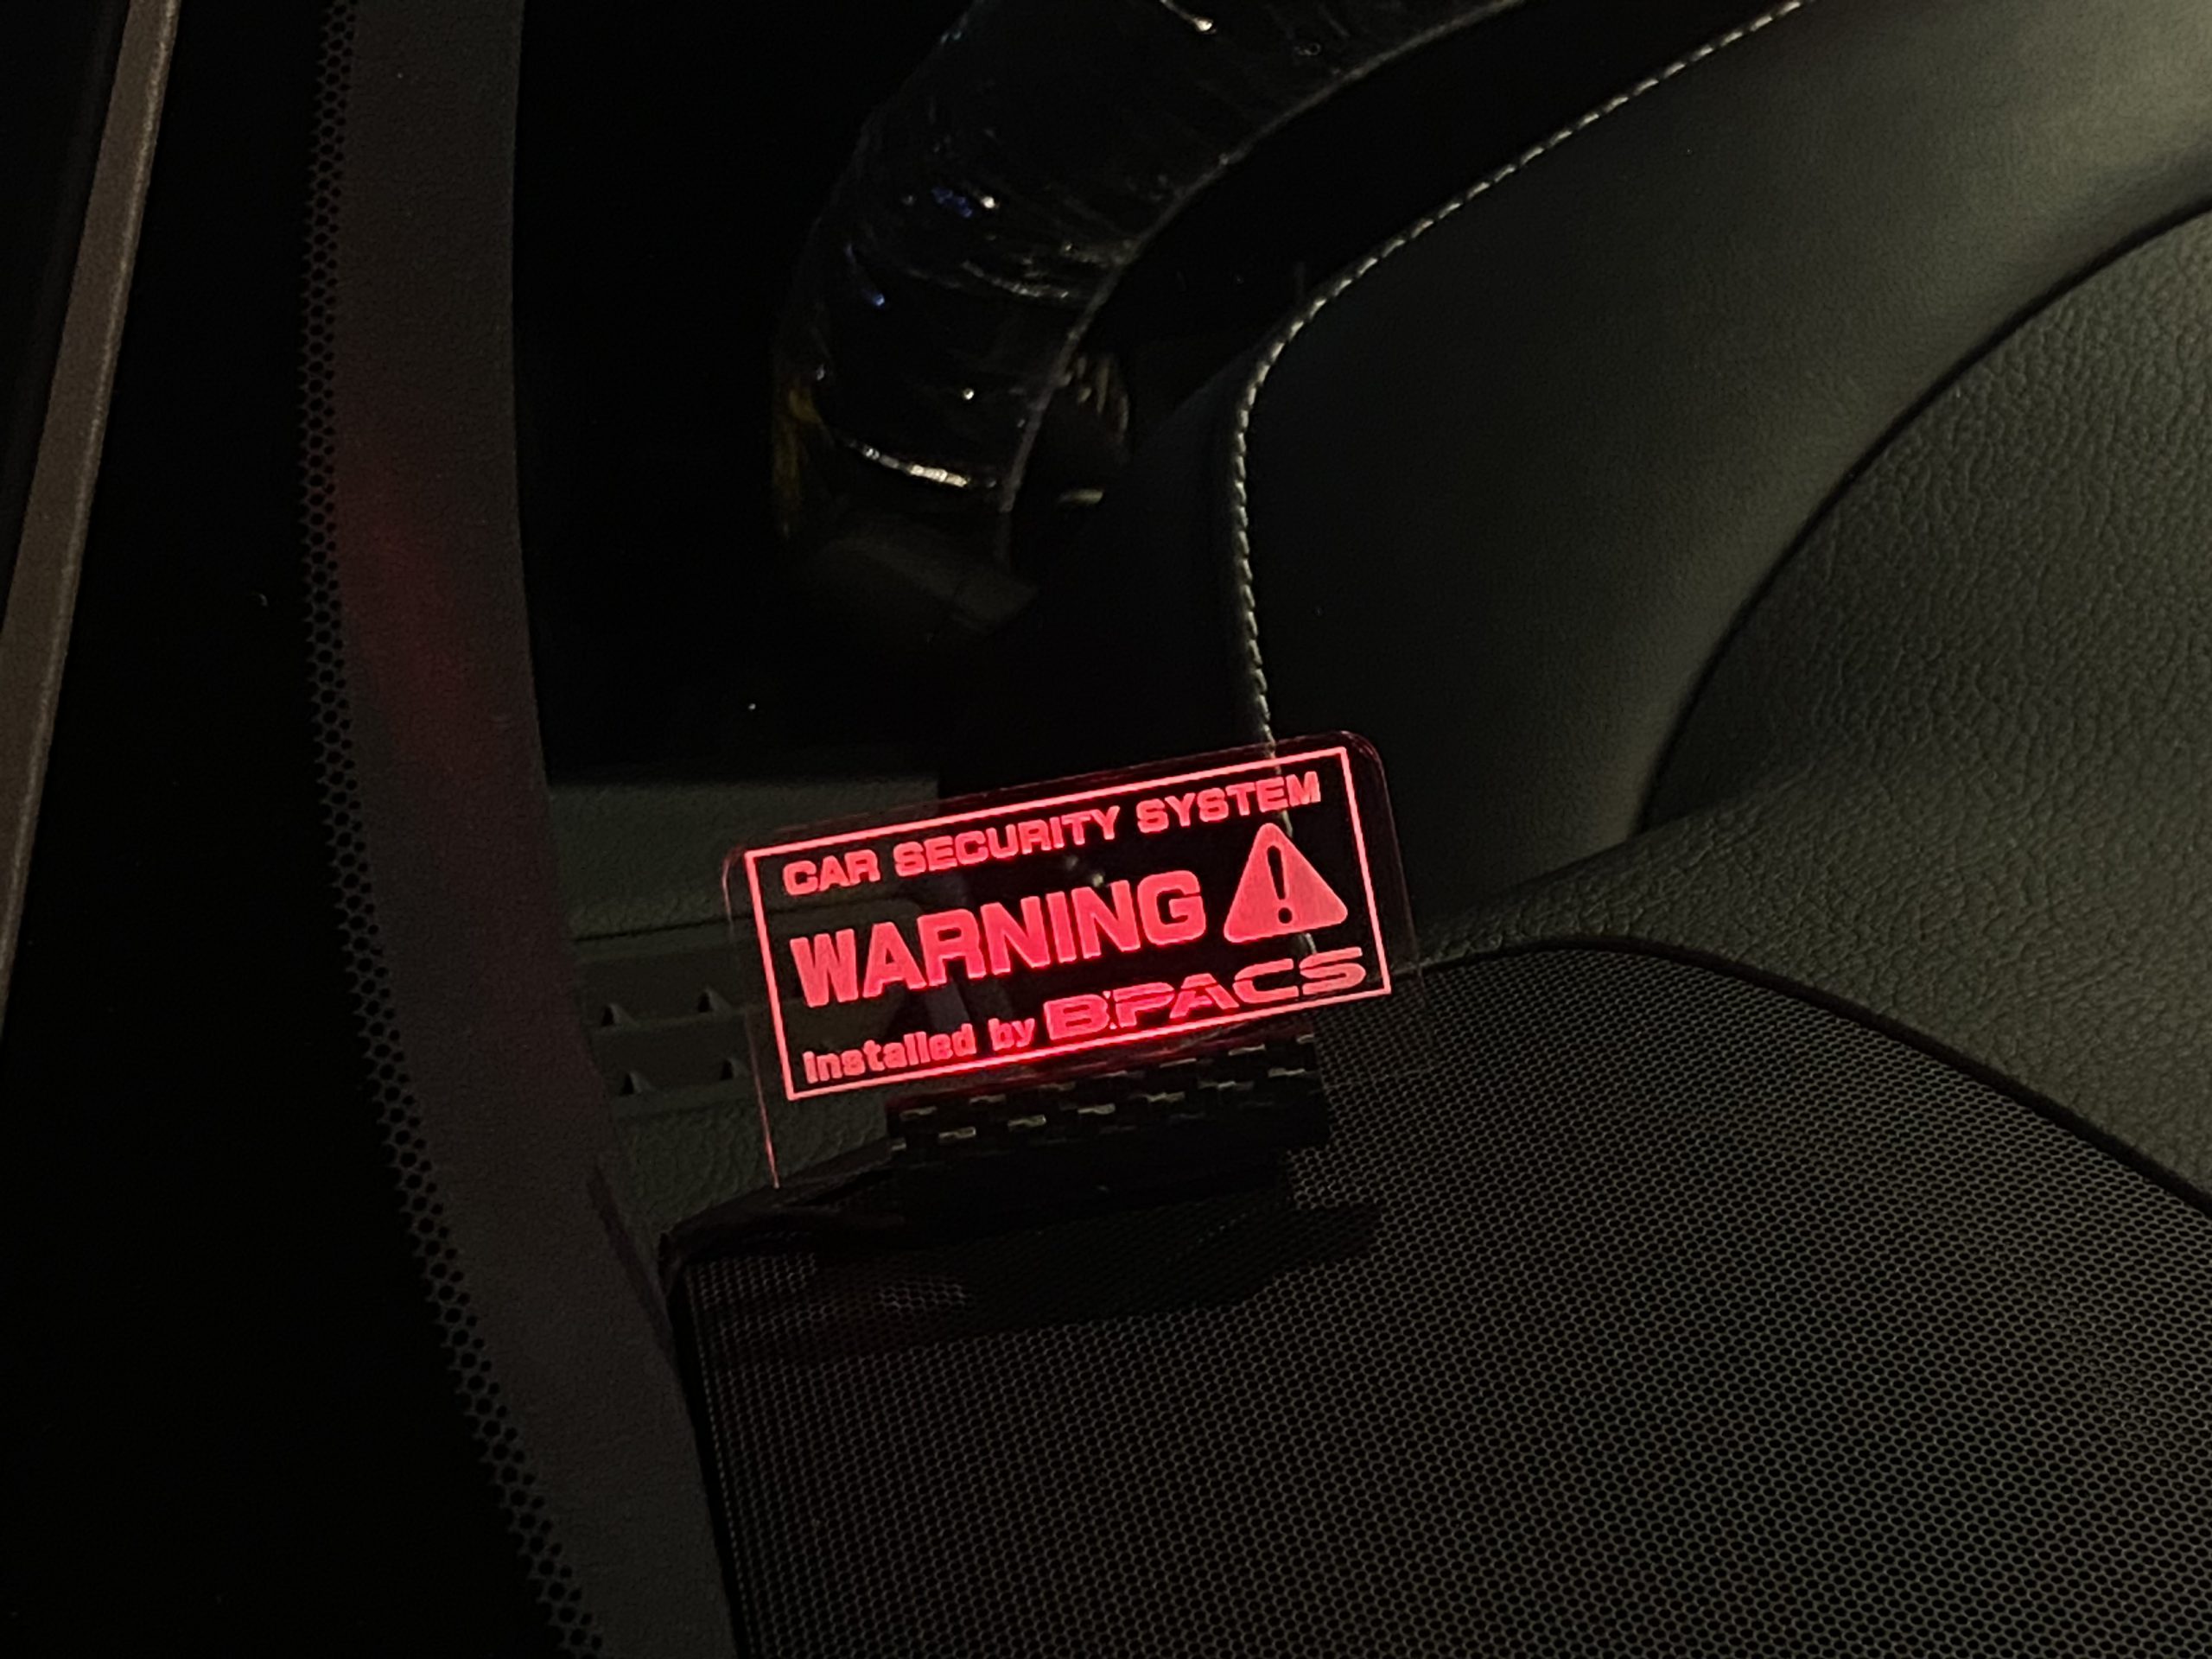 CAR SECURITY SYSTEM
WARNING
Installed by B!PACS